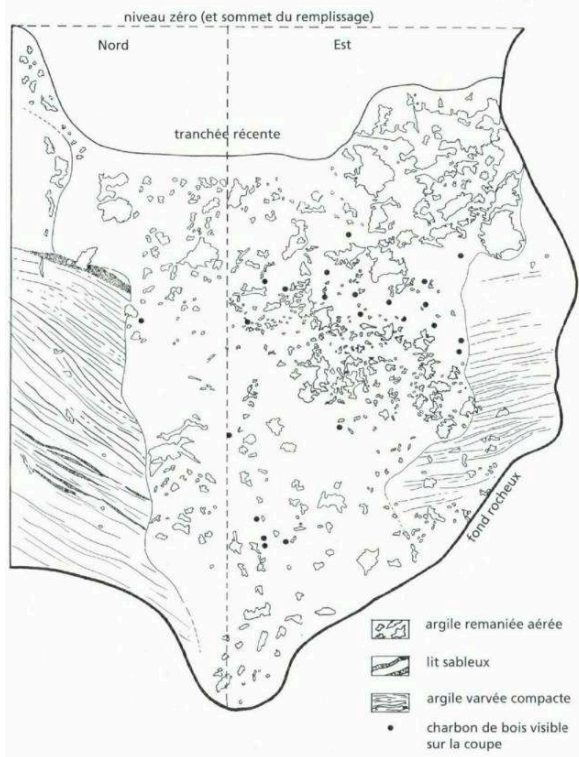 niveau zéro (et sommet du remplissage)
Nord
Est
tranchée récente
fond rocheux
argile remaniée aérée
lit sableux
argile varvée compacte
charbon de bois visible
sur la coupe